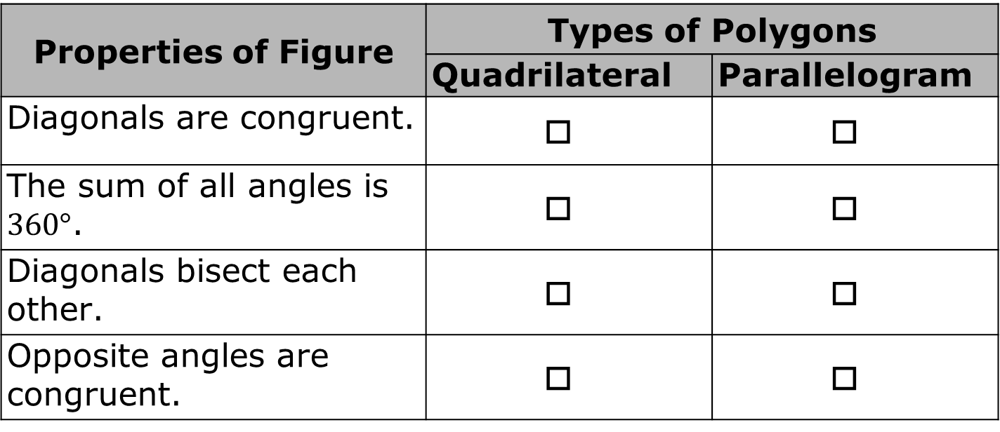 Properties of Figure
Types of Polygons
Quadrilateral
Parallelogram
Diagonals are congruent.
The sum of all angles is
360°.
Diagonals bisect each
other.
Opposite angles are
congruent.